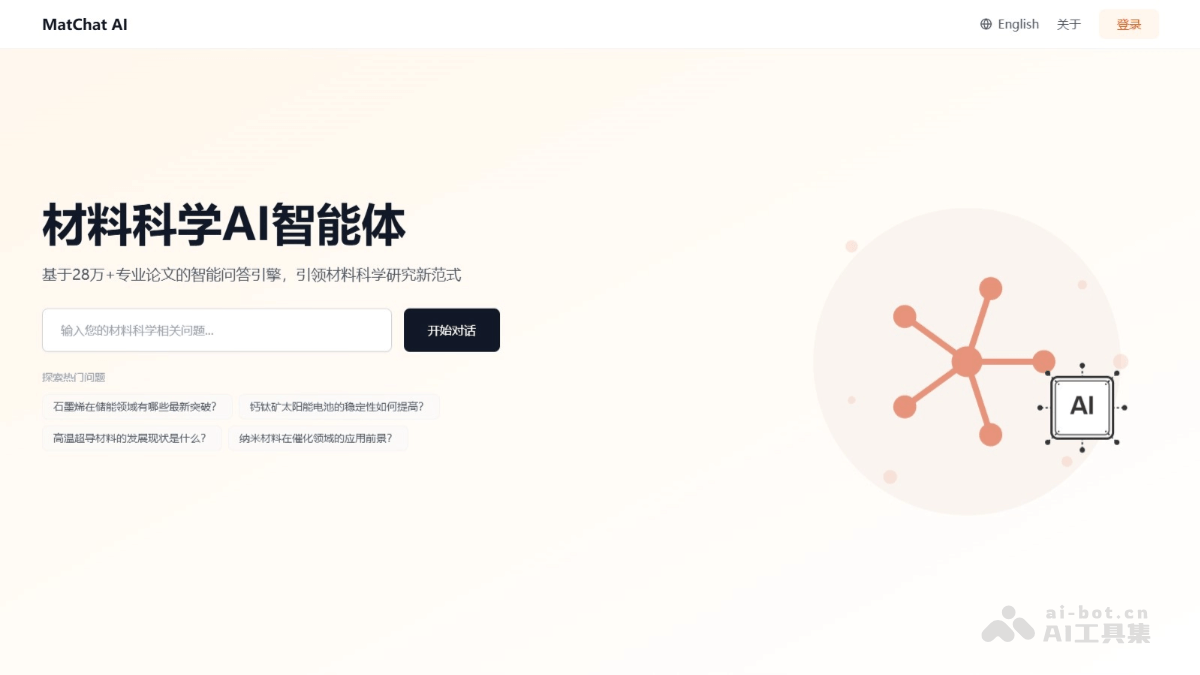 MatChat AI
English 关于 登录
材料科学AI智能体
基于28万+专业论文的智能问答引擎，引领材料科学研究新范式
输入您的材料科学相关问题... 开始对话
探索热门问题
石墨烯在储能领域有哪些最新突破? 钙钛矿太阳能电池的稳定性如何提高?
高温超导材料的发展现状是什么? 纳米材料在催化领域的应用前景?
AI
ai-bot.cn
AI工具集